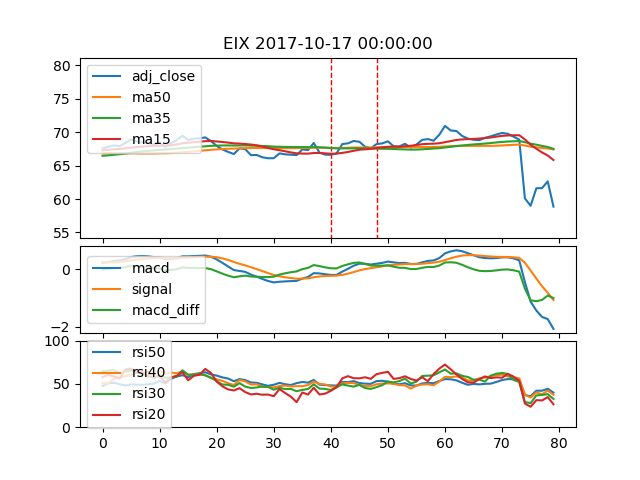 EIX 2017-10-17 00:00:00
80
75
70
65
60
55
adj_close
ma50
ma35
ma15
0
−2
macd
signal
macd_diff
100
50
0
rsi50
rsi40
rsi30
rsi20
0 10 20 30 40 50 60 70 80